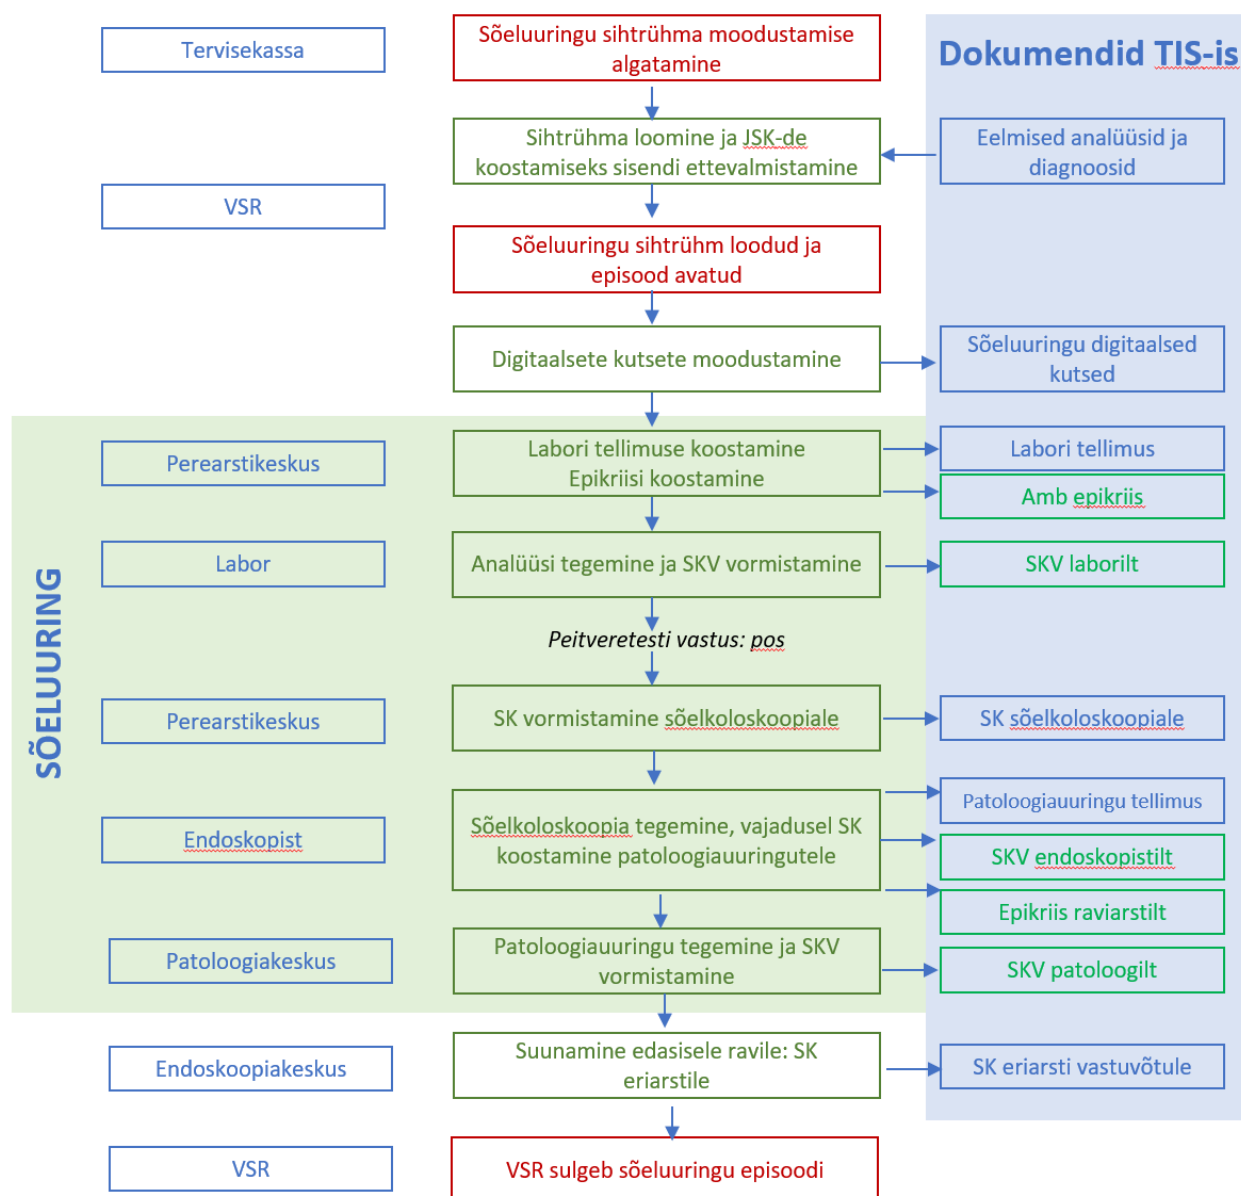 Tervisekassa
Sõeluuringu sihtrühma moodustamise
algatamine
Dokumendid TIS-is
Sihtrühma loomine ja JSK-de
koostamiseks sisendi ettevalmistamine
Eelmised analüüsid ja
diagnoosid
VSR
Sõeluuringu sihtrühm loodud ja
episood avatud
Digitaalsete kutsete moodustamine
Sõeluuringu digitaalsed
kutsed
SÕELUURING
Perearstikeskus
Labori tellimuse koostamine
Epikriisi koostamine
Labori tellimus
Amb epikriis
Labor
Analüüsi tegemine ja SKV vormistamine
SKV laborilt
Peitveretesti vastus: pos
Perearstikeskus
SK vormistamine sõelkoloskoopiale
SK sõelkoloskoopiale
Endoskopist
Sõelkoloskoopia tegemine, vajadusel SK
koostamine patoloogiauuringutele
Patoloogiauuringu tellimus
SKV endoskopistilt
Epikriis raviarstilt
Patoloogiakeskus
Patoloogiauuringu tegemine ja SKV
vormistamine
SKV patoloogilt
Endoskoopiakeskus
Suunamine edasisele ravile: SK
eriarstile
SK eriarsti vastuvõtule
VSR
VSR sulgeb sõeluuringu episoodi